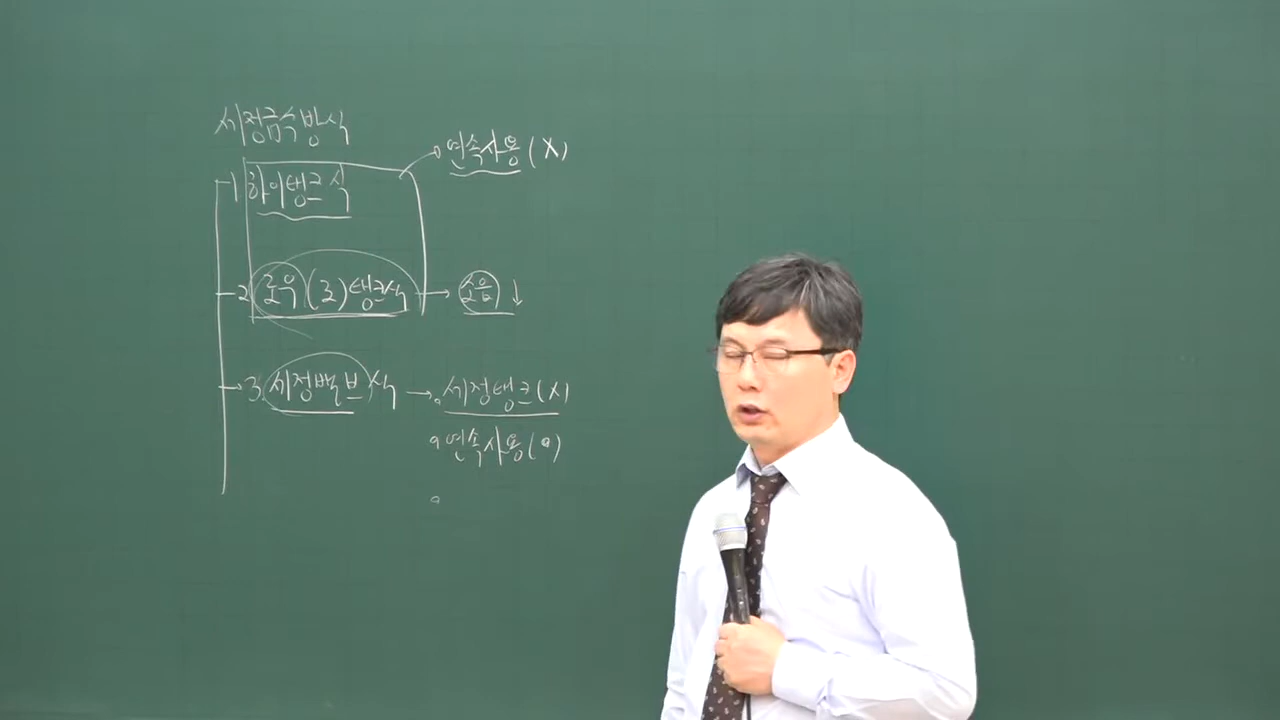 세정급수방식
1 하이탱크식
연속사용(X)
2 로우(로)탱크식 → 소음↓
3.세정밸브식 → 세정탱크(X)
연속사용(o)